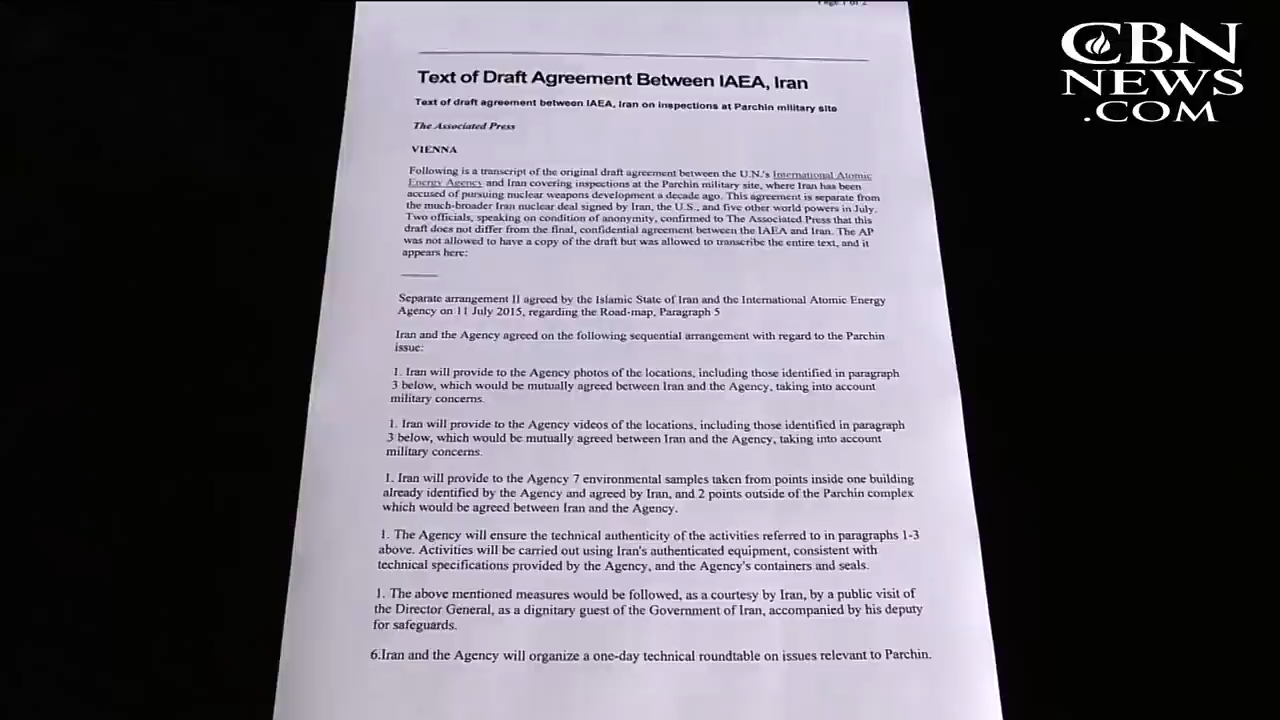 Page 1 of 2
CBN
NEWS
.COM
Text of Draft Agreement Between IAEA, Iran
Text of draft agreement between IAEA, Iran on inspections at Parchin military site
The Associated Press
VIENNA
Following is a transcript of the original draft agreement between the U.N.'s International Atomic
Energy Agency and Iran covering inspections at the Parchin military site, where Iran has been
accused of pursuing nuclear weapons development a decade ago. This agreement is separate from
the much-broader Iran nuclear deal signed by Iran, the U.S., and five other world powers in July.
Two officials, speaking on condition of anonymity, confirmed to The Associated Press that this
draft does not differ from the final, confidential agreement between the IAEA and Iran. The AP
was not allowed to have a copy of the draft but was allowed to transcribe the entire text, and it
appears here:
Separate arrangement II agreed by the Islamic State of Iran and the International Atomic Energy
Agency on 11 July 2015, regarding the Road-map, Paragraph 5
Iran and the Agency agreed on the following sequential arrangement with regard to the Parchin
issue:
1. Iran will provide to the Agency photos of the locations, including those identified in paragraph
3 below, which would be mutually agreed between Iran and the Agency, taking into account
military concerns.
1. Iran will provide to the Agency videos of the locations, including those identified in paragraph
3 below, which would be mutually agreed between Iran and the Agency, taking into account
military concerns.
1. Iran will provide to the Agency 7 environmental samples taken from points inside one building
already identified by the Agency and agreed by Iran, and 2 points outside of the Parchin complex
which would be agreed between Iran and the Agency.
1. The Agency will ensure the technical authenticity of the activities referred to in paragraphs 1-3
above. Activities will be carried out using Iran's authenticated equipment, consistent with
technical specifications provided by the Agency, and the Agency's containers and seals.
1. The above mentioned measures would be followed, as a courtesy by Iran, by a public visit of
the Director General, as a dignitary guest of the Government of Iran, accompanied by his deputy
for safeguards.
6.Iran and the Agency will organize a one-day technical roundtable on issues relevant to Parchin.